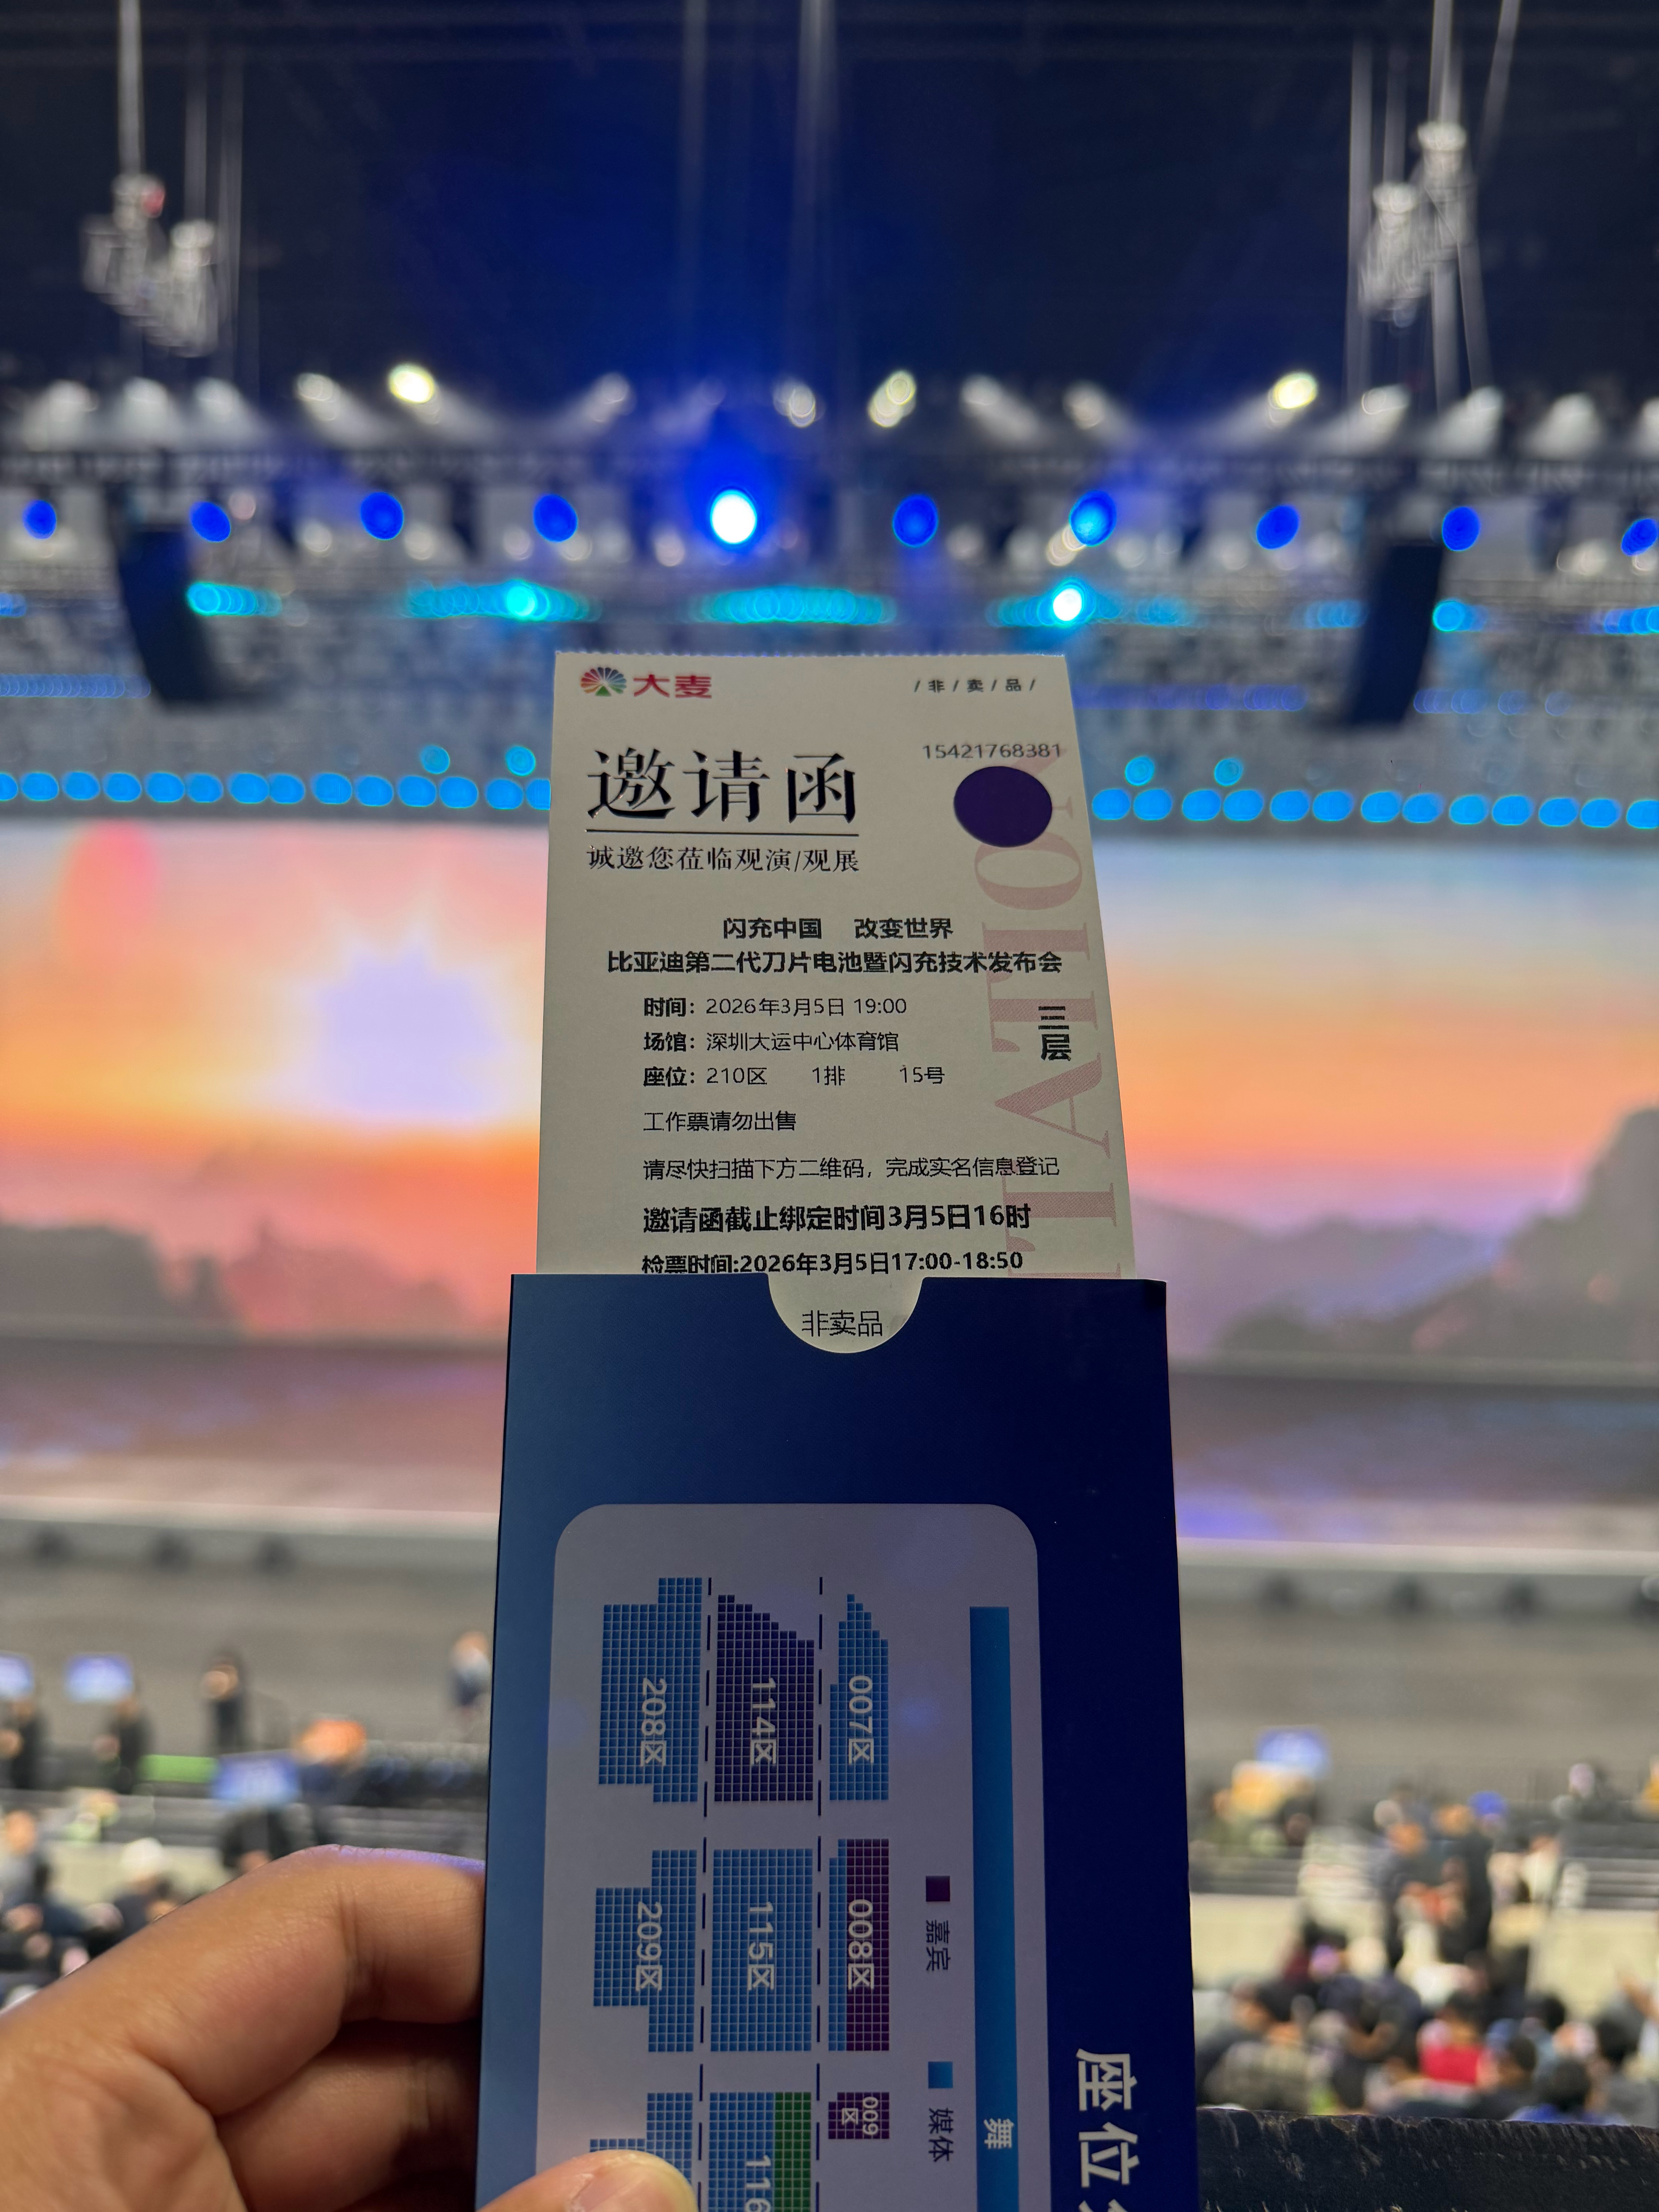 大麦
/ 非 / 卖 / 品 /
邀请函
15421768381
诚邀您莅临观演/观展
闪充中国 改变世界
比亚迪第二代刀片电池暨闪充技术发布会
时间：2026年3月5日 19:00
场馆：深圳大运中心体育馆
座位：210区 1排 15号
三层
工作票请勿出售
请尽快扫描下方二维码，完成实名信息登记
邀请函截止绑定时间3月5日16时
检票时间:2026年3月5日17:00-18:50
非卖品
座位
舞
嘉宾
媒体
007区
008区
009区
114区
115区
116
208区
209区